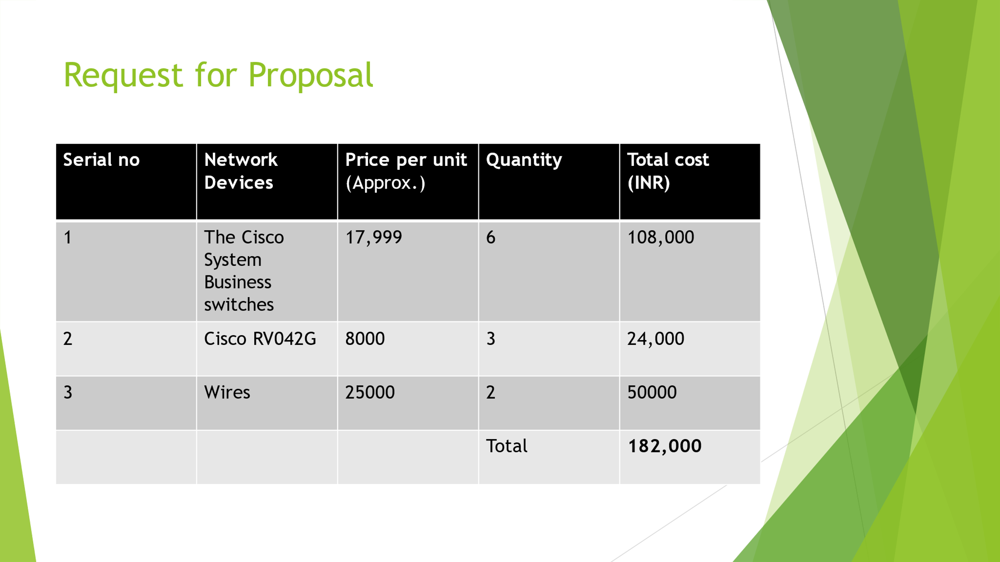 Request for Proposal
Serial no
Network
Devices
Price per unit
(Approx.)
Quantity
Total cost
(INR)
1
The Cisco
System
Business
switches
17,999
6
108,000
2
Cisco RV042G
8000
3
24,000
3
Wires
25000
2
50000
Total
182,000